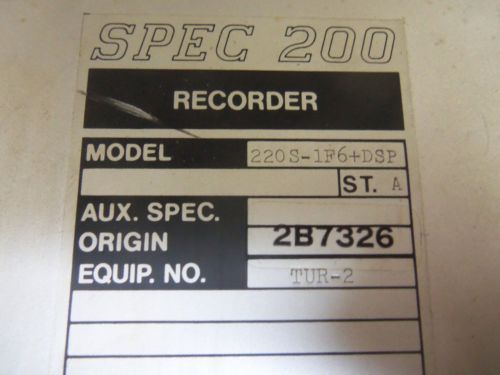 SPEC 200
RECORDER
MODEL 220S-1F6+DSP
ST. A
AUX. SPEC.
ORIGIN 2B7326
EQUIP. NO. TUR-2